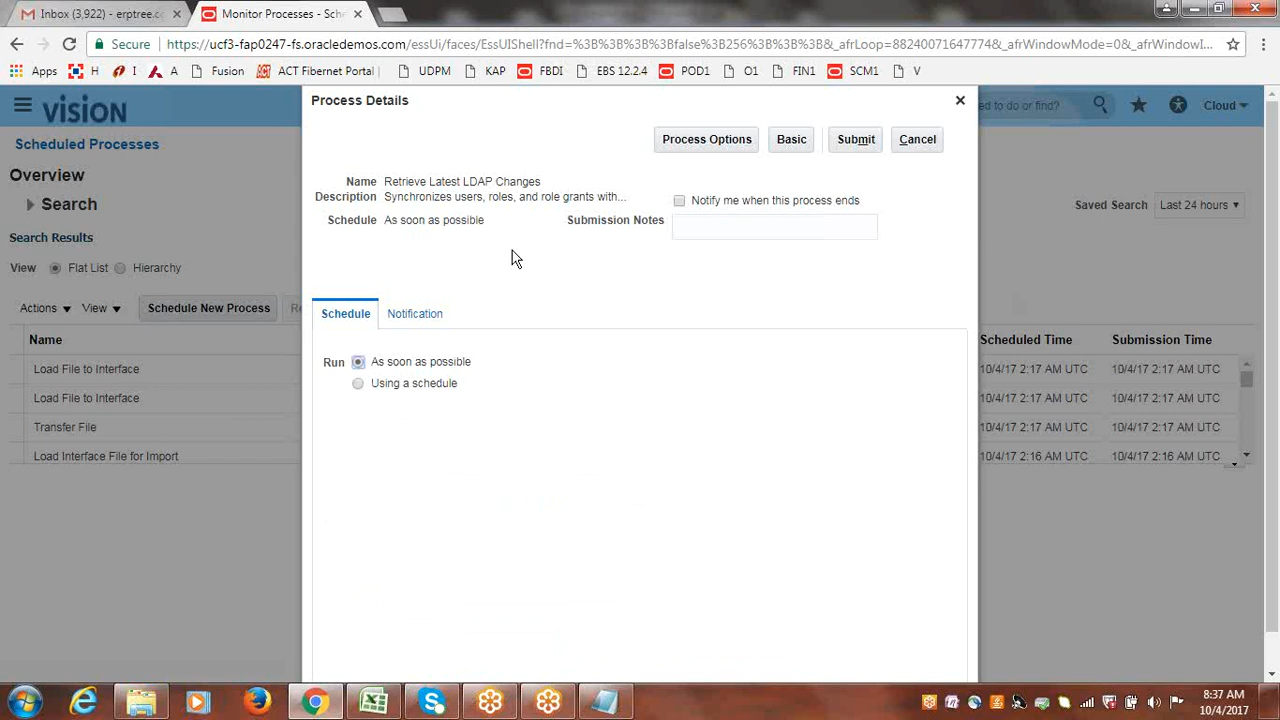 Inbox (3,922) - erptree.c
Monitor Processes - Sche
Secure
https://ucf3-fap0247-fs.oracledemos.com/essUi/faces/EssUIShell?fnd=%3B%3B%3B%3Bfalse%3B256%3B%3B%3B&_afrLoop=88240071647774&_afrWindowMode=0&_afrWindowI...
Apps H I A Fusion ACT Fibernet Portal | UDPM KAP FBDI EBS 12.2.4 POD1 O1 FIN1 SCM1 V
VISION
Process Details
ed to do or find?
Cloud
Scheduled Processes
Process Options Basic Submit Cancel
Overview
Name Retrieve Latest LDAP Changes
Description Synchronizes users, roles, and role grants with...
Notify me when this process ends
Search
Saved Search Last 24 hours
Schedule As soon as possible
Submission Notes
Search Results
View Flat List Hierarchy
Actions View Schedule New Process Re
Schedule Notification
Name Scheduled Time Submission Time
Run As soon as possible
Using a schedule
Load File to Interface 10/4/17 2:17 AM UTC 10/4/17 2:17 AM UTC
Load File to Interface 10/4/17 2:17 AM UTC 10/4/17 2:17 AM UTC
Transfer File 10/4/17 2:17 AM UTC 10/4/17 2:17 AM UTC
Load Interface File for Import 10/4/17 2:16 AM UTC 10/4/17 2:16 AM UTC
8:37 AM
10/4/2017